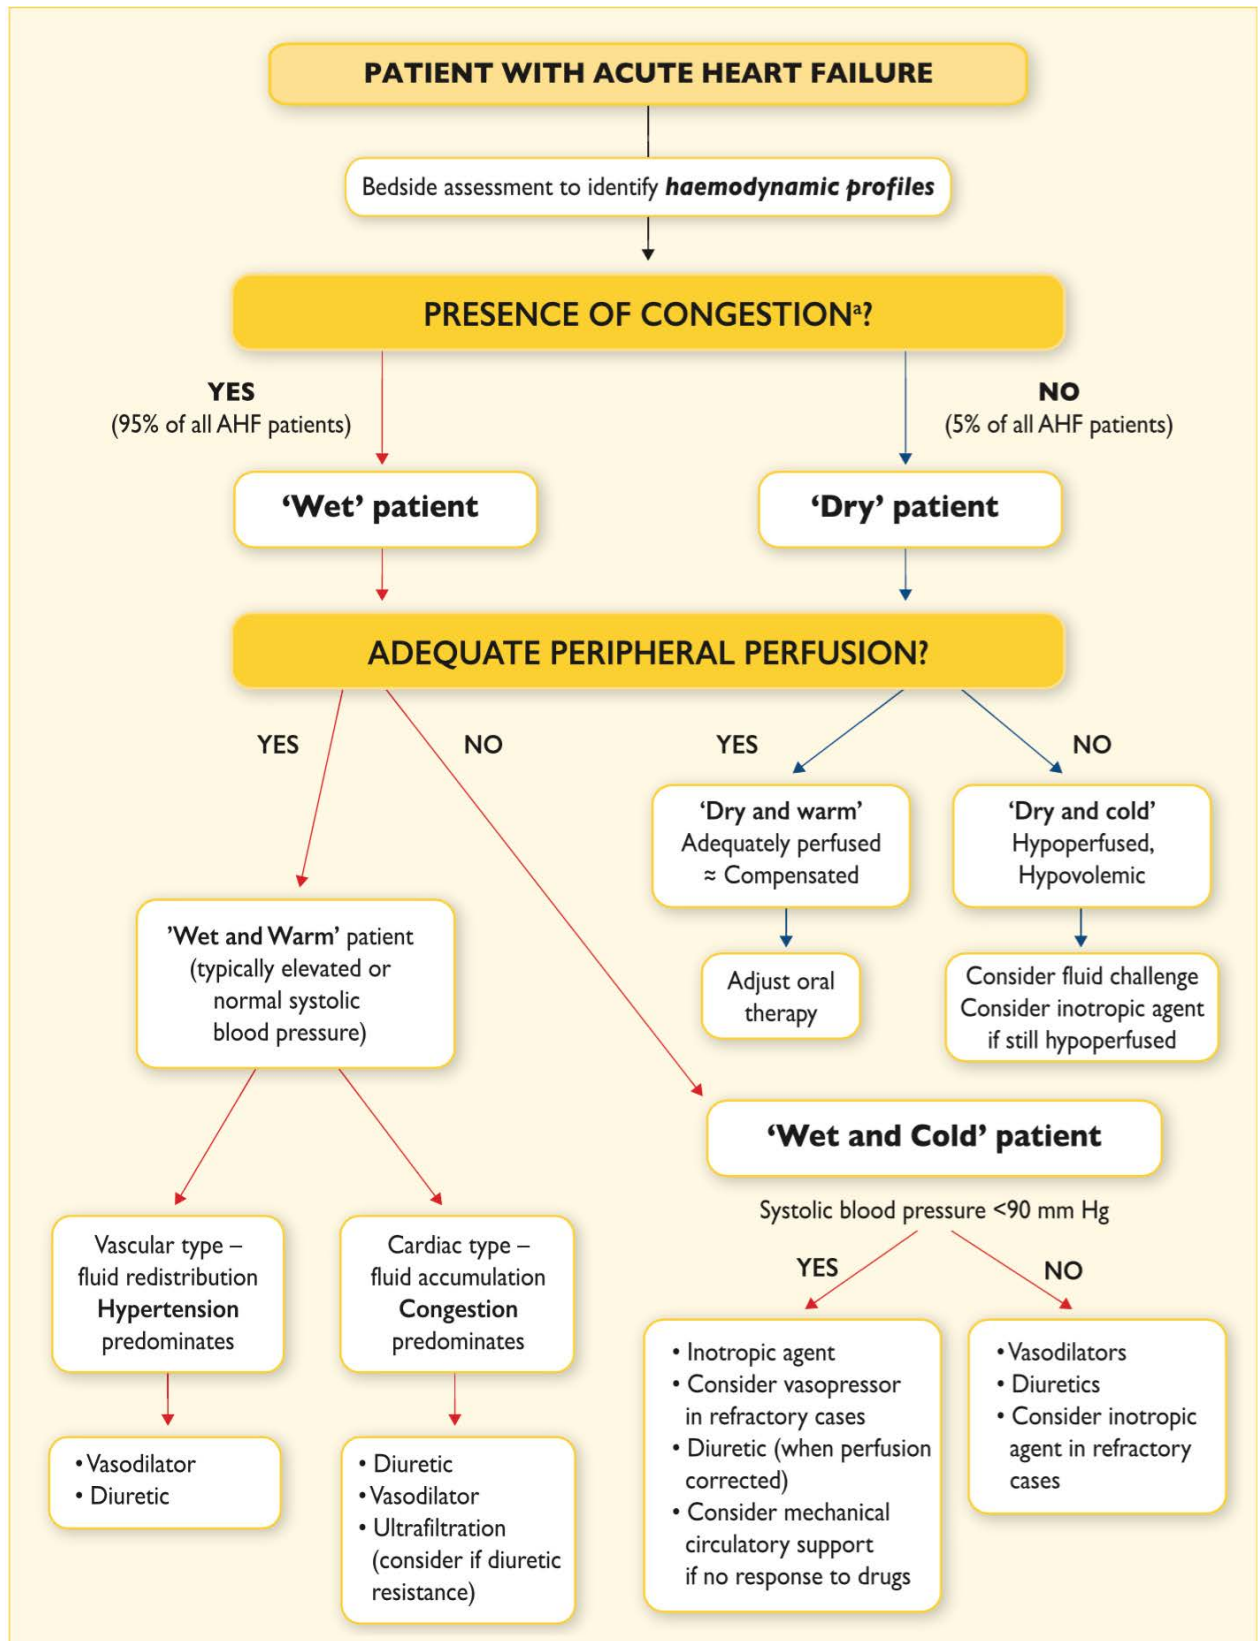 PATIENT WITH ACUTE HEART FAILURE
Bedside assessment to identify haemodynamic profiles
PRESENCE OF CONGESTIONᵃ?
YES
(95% of all AHF patients)
NO
(5% of all AHF patients)
‘Wet’ patient
‘Dry’ patient
ADEQUATE PERIPHERAL PERFUSION?
YES
NO
YES
NO
‘Dry and warm’
Adequately perfused
≈ Compensated
‘Dry and cold’
Hypoperfused,
Hypovolemic
’Wet and Warm’ patient
(typically elevated or
normal systolic
blood pressure)
Adjust oral
therapy
Consider fluid challenge
Consider inotropic agent
if still hypoperfused
‘Wet and Cold’ patient
Systolic blood pressure <90 mm Hg
YES
NO
Vascular type –
fluid redistribution
Hypertension
predominates
Cardiac type –
fluid accumulation
Congestion
predominates
• Vasodilator
• Diuretic
• Diuretic
• Vasodilator
• Ultrafiltration
(consider if diuretic
resistance)
• Inotropic agent
• Consider vasopressor
in refractory cases
• Diuretic (when perfusion
corrected)
• Consider mechanical
circulatory support
if no response to drugs
• Vasodilators
• Diuretics
• Consider inotropic
agent in refractory
cases